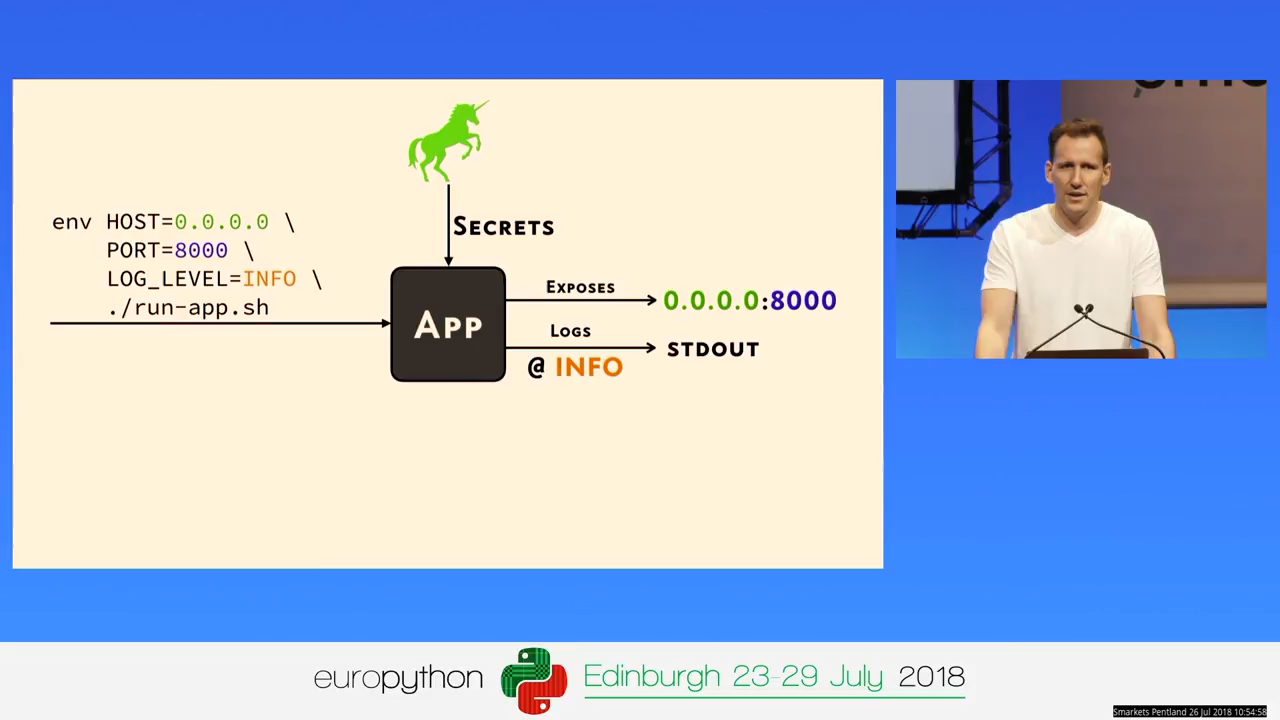 env HOST=0.0.0.0 \
PORT=8000 \
LOG_LEVEL=INFO \
./run-app.sh
SECRETS
APP
EXPOSES
0.0.0.0:8000
LOGS
@ INFO
STDOUT
europython
Edinburgh 23-29 July 2018
Smarkets Pentland 26 Jul 2018 10:54:58